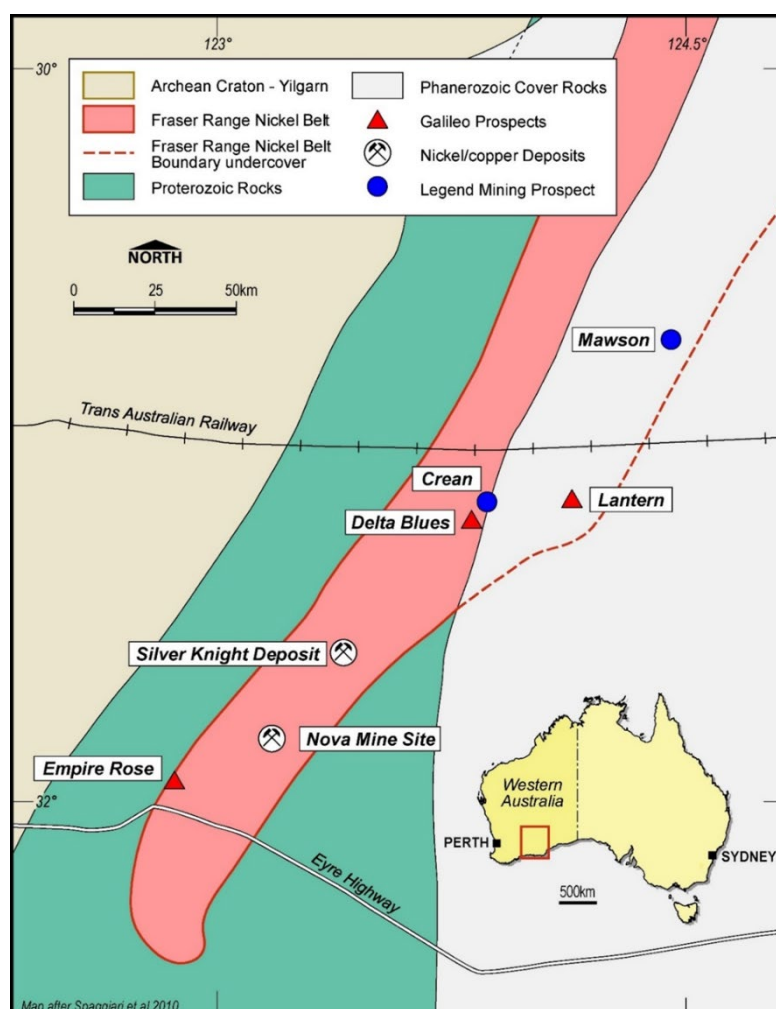 123°
124.5°
30°
Archean Craton - Yilgarn
Fraser Range Nickel Belt
Fraser Range Nickel Belt
Boundary undercover
Proterozoic Rocks
Phanerozoic Cover Rocks
Galileo Prospects
Nickel/copper Deposits
Legend Mining Prospect
NORTH
0 25 50km
Mawson
Trans Australian Railway
Crean
Delta Blues
Lantern
Silver Knight Deposit
Nova Mine Site
Empire Rose
32°
Eyre Highway
Western
Australia
PERTH
SYDNEY
500km
Map after Spaggiari et al 2010